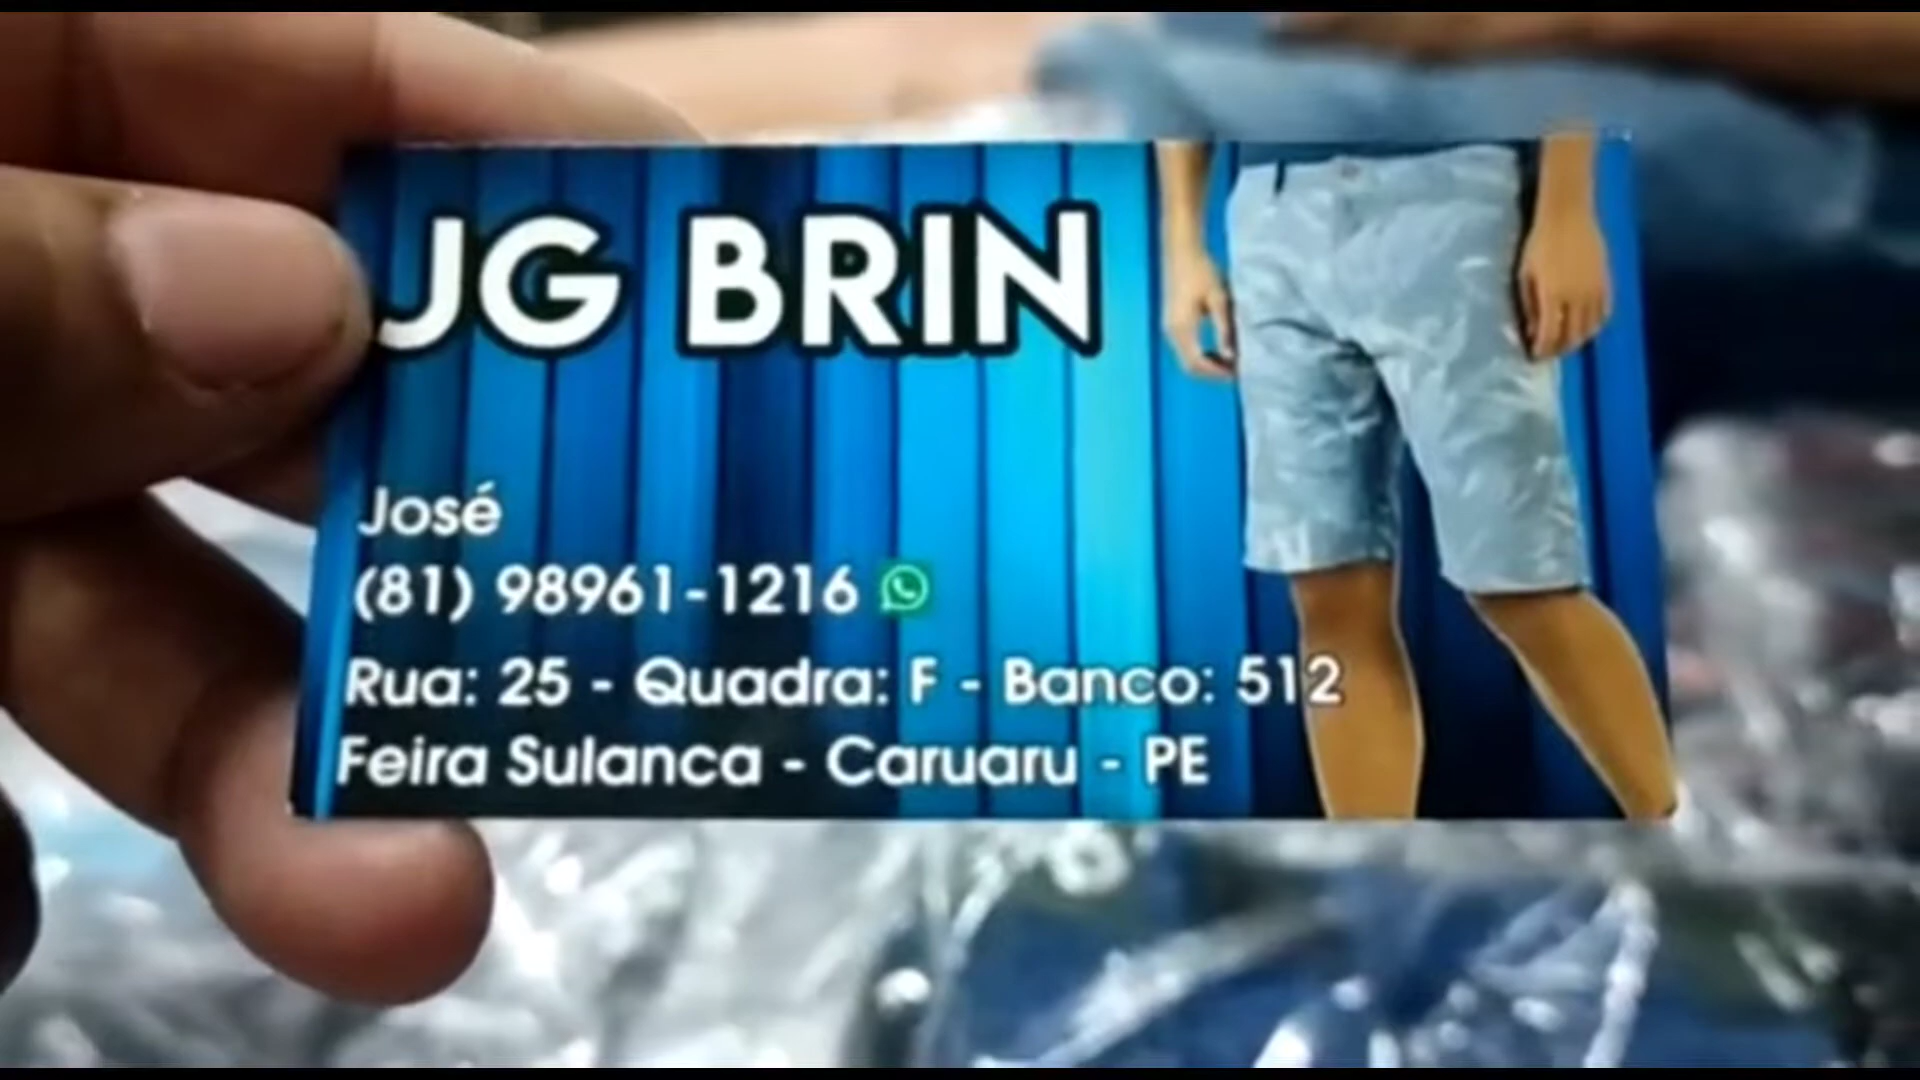 JG BRIN
José
(81) 98961-1216
Rua: 25 - Quadra: F - Banco: 512
Feira Sulanca - Caruaru - PE